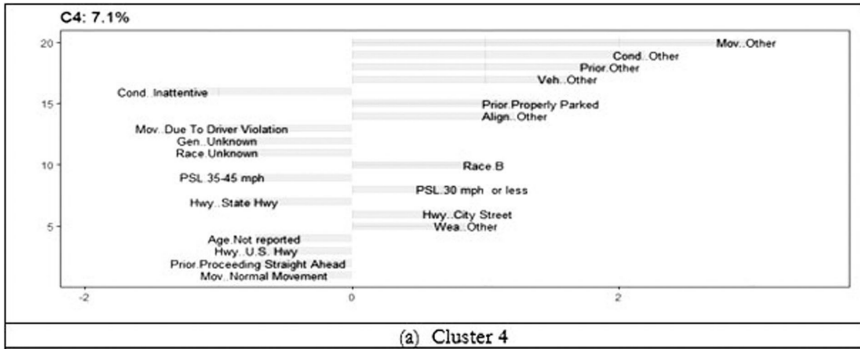 C4: 7.1%
20
Mov..Other
Cond..Other
Prior.Other
Veh..Other
Cond..Inattentive
15
Prior.Properly Parked
Align..Other
Mov..Due To Driver Violation
Gen..Unknown
Race.Unknown
10
Race.B
PSL.35-45 mph
PSL.30 mph or less
Hwy..State Hwy
Hwy..City Street
5
Wea..Other
Age.Not reported
Hwy..U.S. Hwy
Prior.Proceeding Straight Ahead
Mov..Normal Movement
-2 0 2
(a) Cluster 4